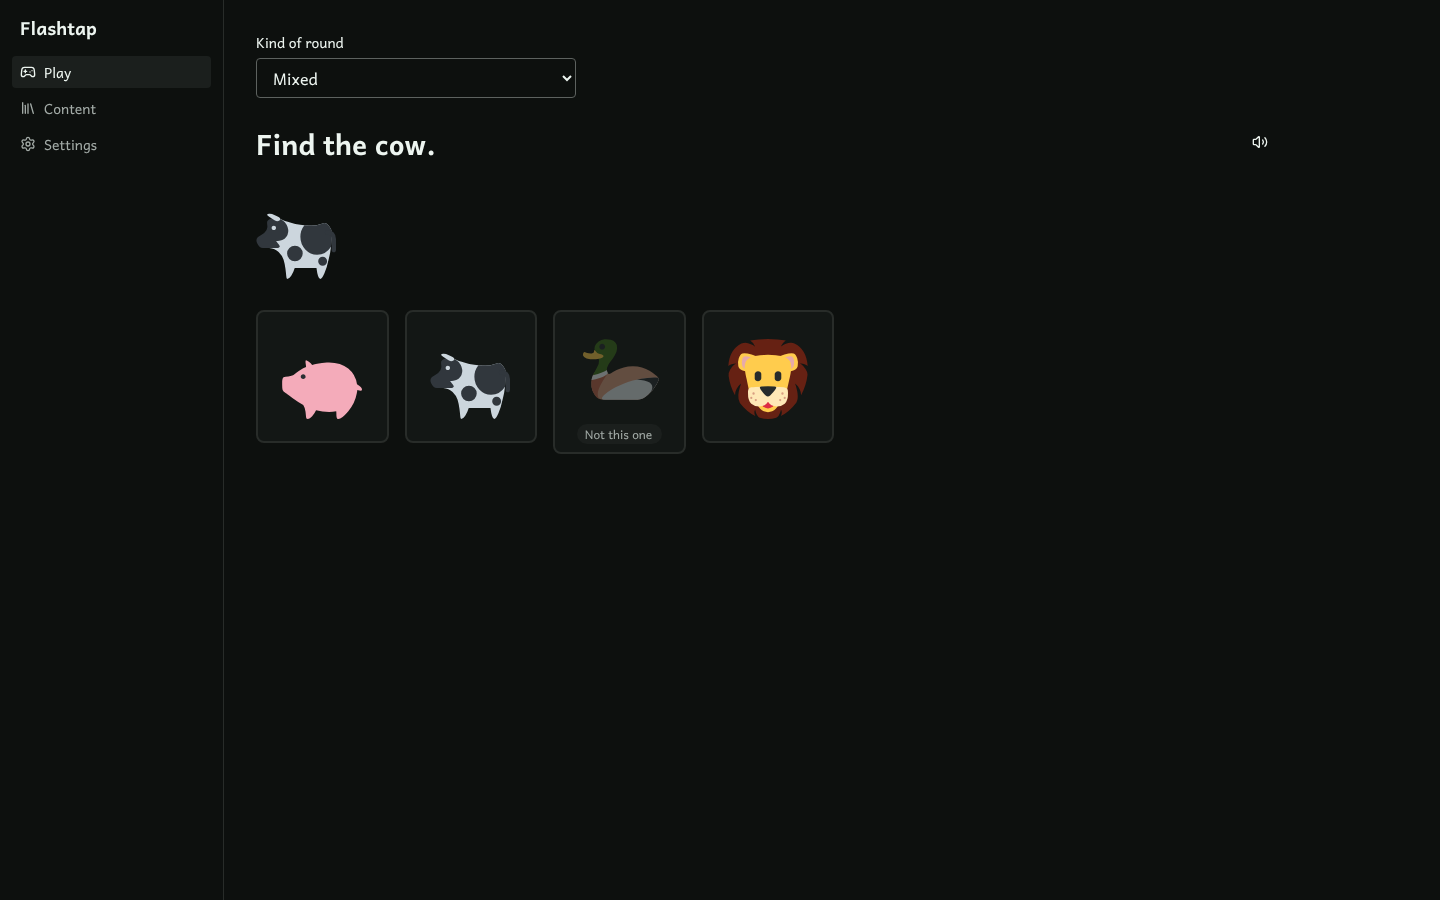 Flashtap
Play
Content
Settings
Kind of round
Mixed
Find the cow.
Not this one